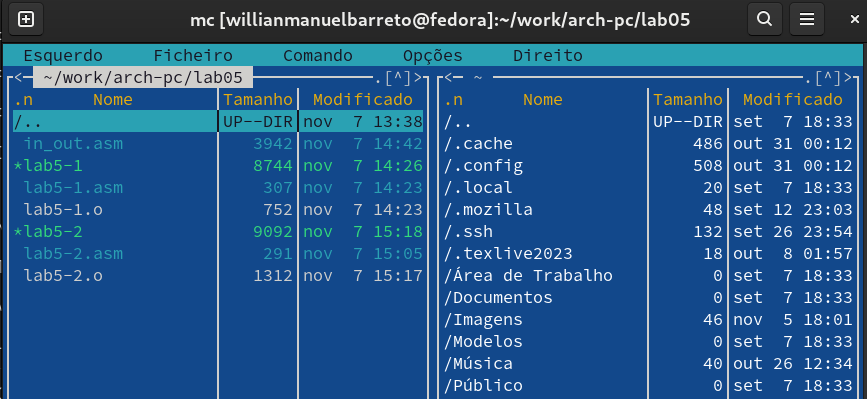 mc [willianmanuelbarreto@fedora]:~/work/arch-pc/lab05
Esquerdo Ficheiro Comando Opções Direito
<─ ~/work/arch-pc/lab05 ─.[^]>
.n Nome Tamanho Modificado
/.. UP--DIR nov 7 13:38
in_out.asm 3942 nov 7 14:42
*lab5-1 8744 nov 7 14:26
lab5-1.asm 307 nov 7 14:23
lab5-1.o 752 nov 7 14:23
*lab5-2 9092 nov 7 15:18
lab5-2.asm 291 nov 7 15:05
lab5-2.o 1312 nov 7 15:17
<─ ~ ─.[^]>
.n Nome Tamanho Modificado
/.. UP--DIR set 7 18:33
/.cache 486 out 31 00:12
/.config 508 out 31 00:12
/.local 20 set 7 18:33
/.mozilla 48 set 12 23:03
/.ssh 132 set 26 23:54
/.texlive2023 18 out 8 01:57
/Área de Trabalho 0 set 7 18:33
/Documentos 0 set 7 18:33
/Imagens 46 nov 5 18:01
/Modelos 0 set 7 18:33
/Música 40 out 26 12:34
/Público 0 set 7 18:33